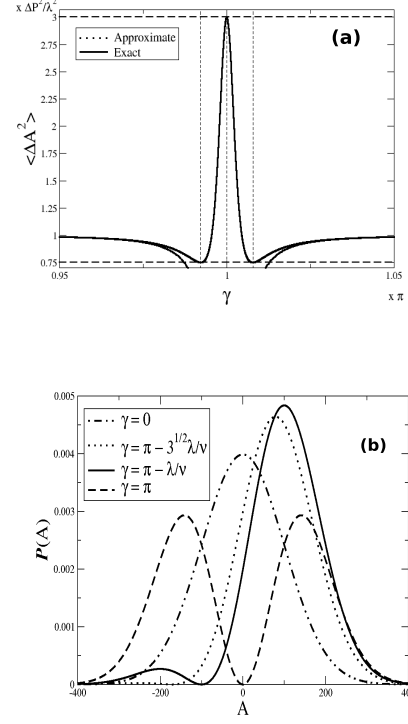 x ΔP²/λ²
3
2.75
2.5
2.25
2
1.75
1.5
1.25
1
0.75
<ΔA²>
Approximate
Exact
(a)
0.95
1
1.05
γ
x π
0.005
0.004
0.003
0.002
0.001
0
P(A)
γ = 0
γ = π − 3^1/2 λ/ν
γ = π − λ/ν
γ = π
(b)
-400
-200
0
200
40
A